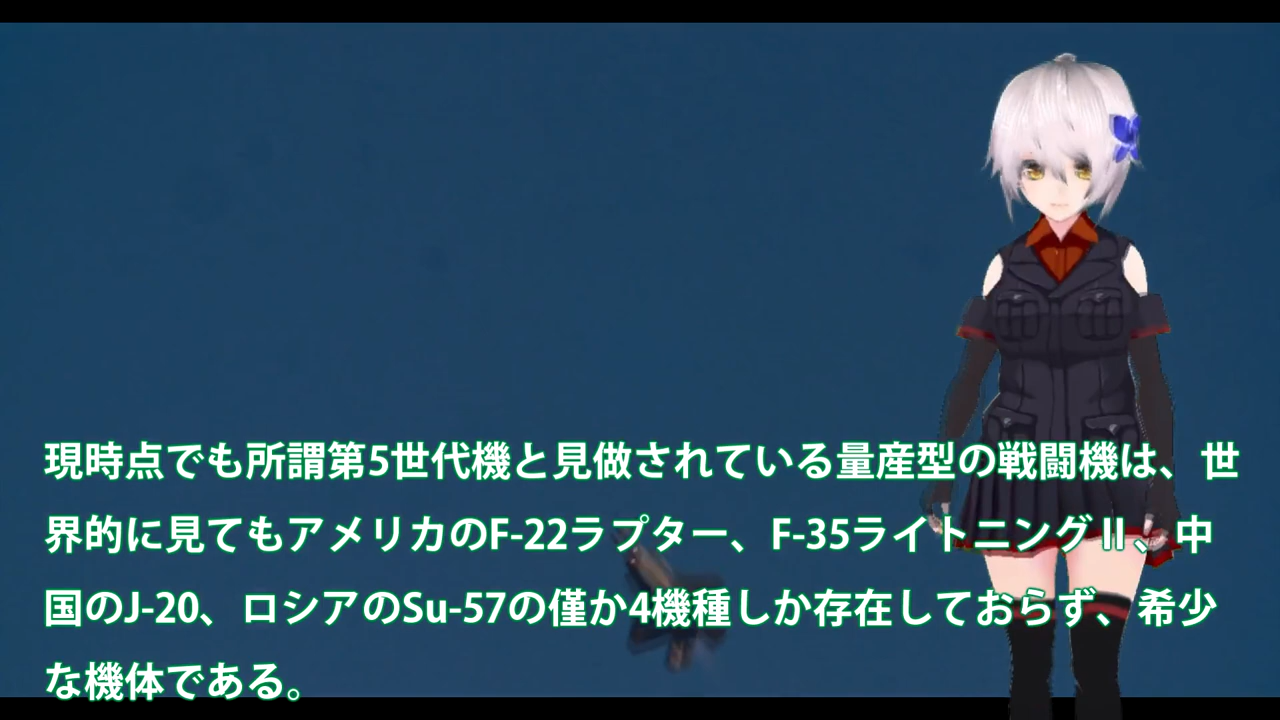 現時点でも所謂第5世代機と見做されている量産型の戦闘機は、世
界的に見てもアメリカのF-22ラプター、F-35ライトニングⅡ、中
国のJ-20、ロシアのSu-57の僅か4機種しか存在しておらず、希少
な機体である。